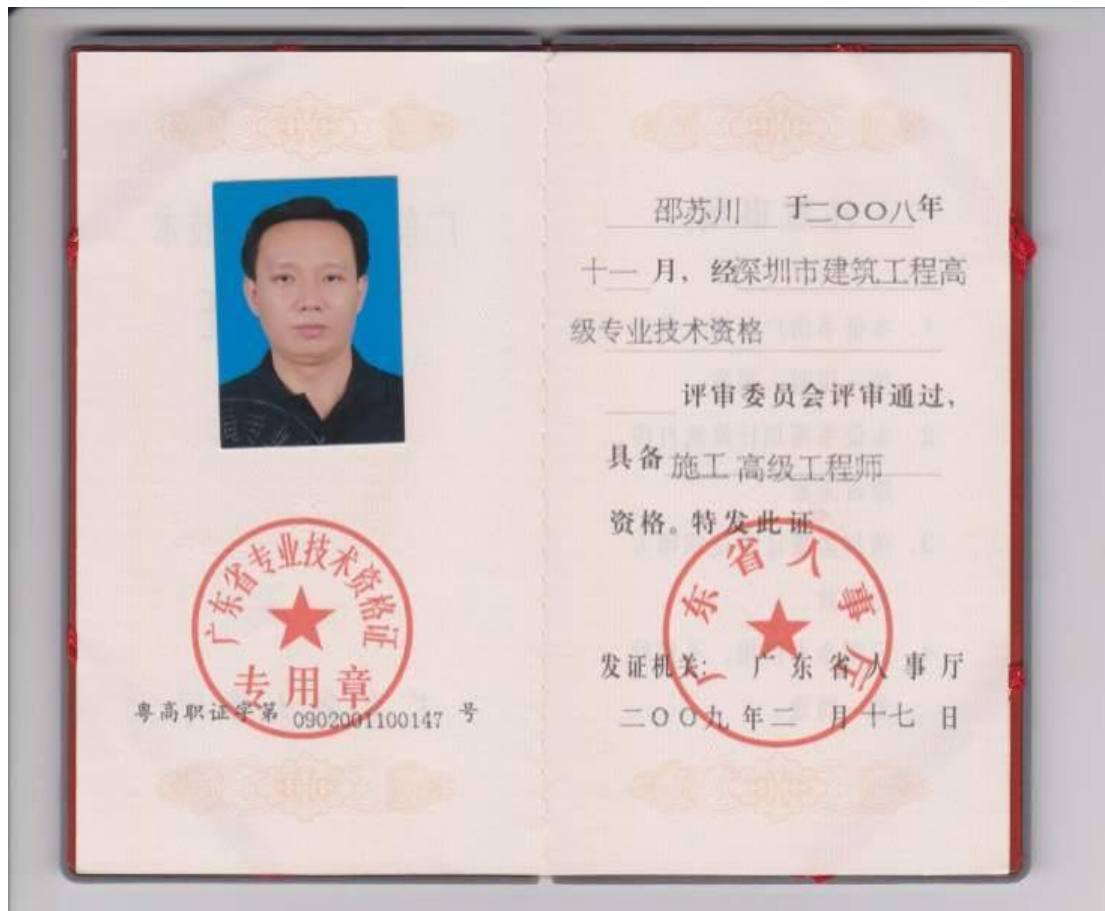 广东省专业技术资格证
专用章
粤高职证字第 0902001100147 号
邵苏川 于二〇〇八年
十一月，经深圳市建筑工程高
级专业技术资格
评审委员会评审通过，
具备施工高级工程师
资格。特发此证
广东省人事厅
发证机关：广东省人事厅
二〇〇九年二月十七日